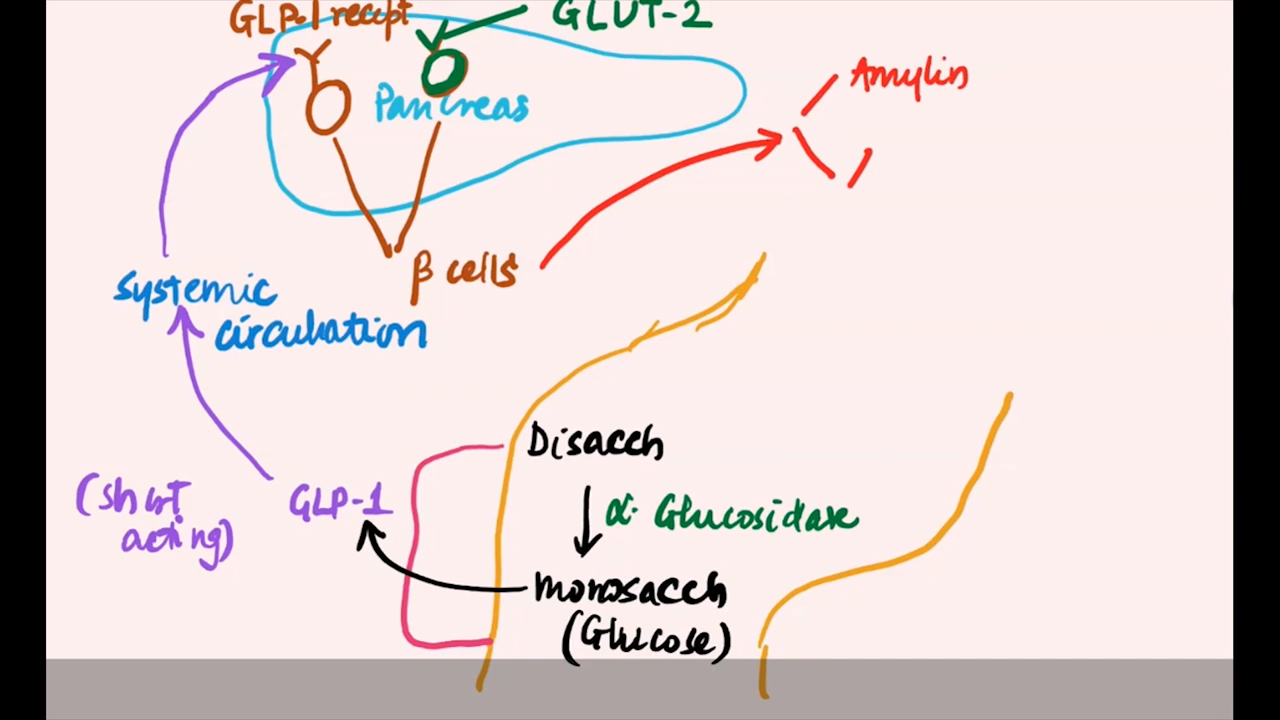 GLP-1 recept
GLUT-2
Amylin
Pancreas
β cells
systemic
circulation
Disacch
(short
acting)
GLP-1
α. Glucosidase
monosacch
(Glucose)